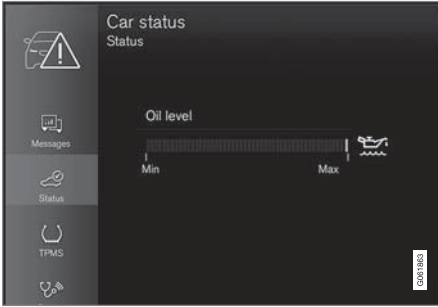 Car status
Status
Messages
Status
TPMS
Oil level
Min Max
G061863